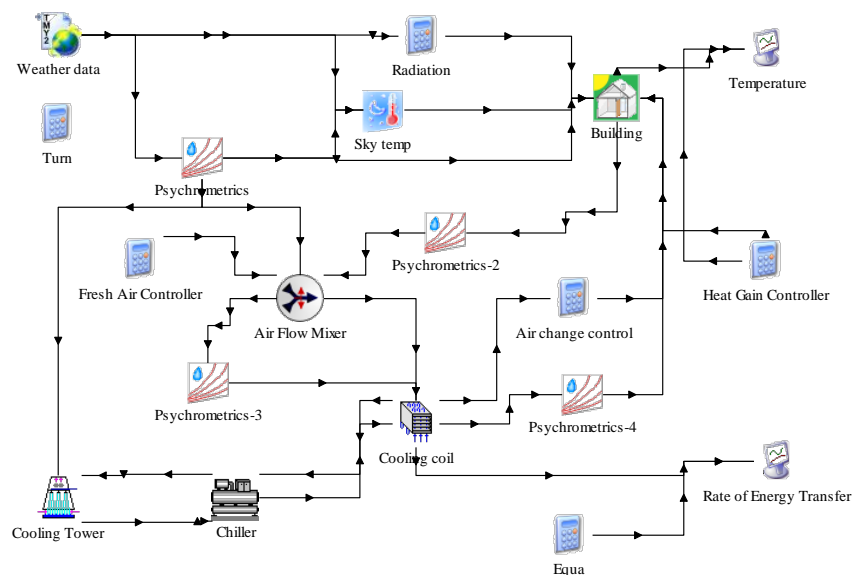 TMY2
Weather data
Radiation
Temperature
Turn
Sky temp
Building
Psychrometrics
Psychrometrics-2
Fresh Air Controller
Heat Gain Controller
Air Flow Mixer
Air change control
Psychrometrics-3
Psychrometrics-4
Cooling coil
Rate of Energy Transfer
Cooling Tower
Chiller
Equa